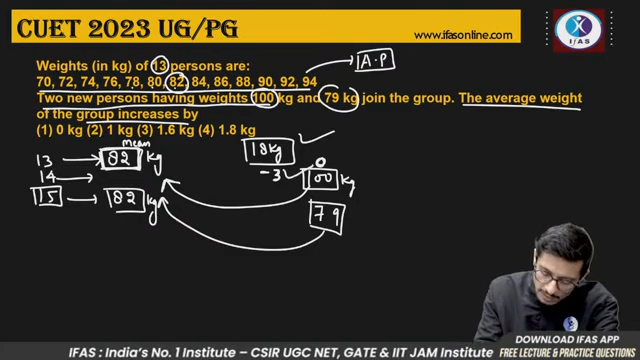 CUET 2023 UG/PG
www.ifasonline.com
IFAS
Weights (in kg) of 13 persons are:
A.P
70, 72, 74, 76, 78, 80, 82, 84, 86, 88, 90, 92, 94
Two new persons having weights 100 kg and 79 kg join the group. The average weight
of the group increases by
(1) 0 kg (2) 1 kg (3) 1.6 kg (4) 1.8 kg
mean
13 → 82 kg
18kg
14 →
-3
0
100 kg
15 → 82 kg
79
DOWNLOAD IFAS APP
IFAS : India's No. 1 Institute - CSIR UGC NET, GATE & IIT JAM Institute
FREE LECTURE & PRACTICE QUESTIONS